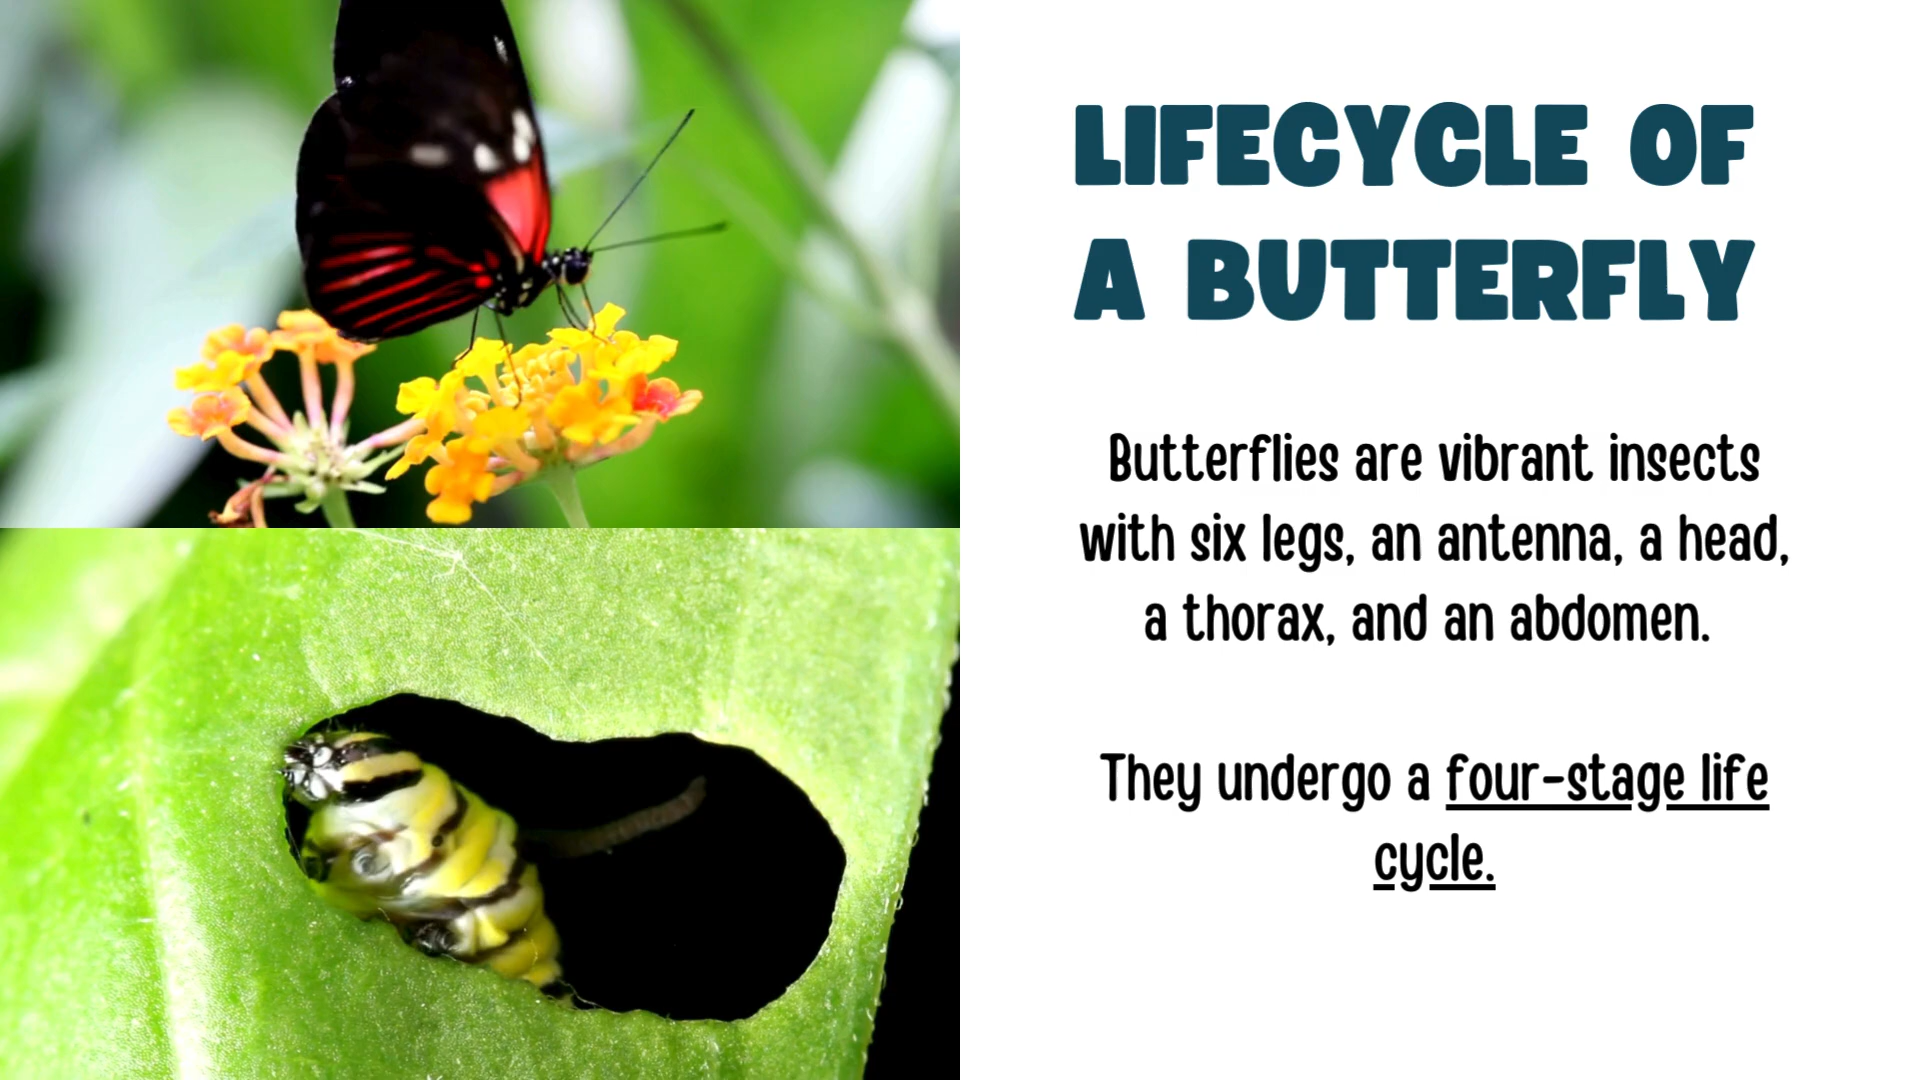 LIFECYCLE OF
A BUTTERFLY
Butterflies are vibrant insects
with six legs, an antenna, a head,
a thorax, and an abdomen.
They undergo a four-stage life
cycle.